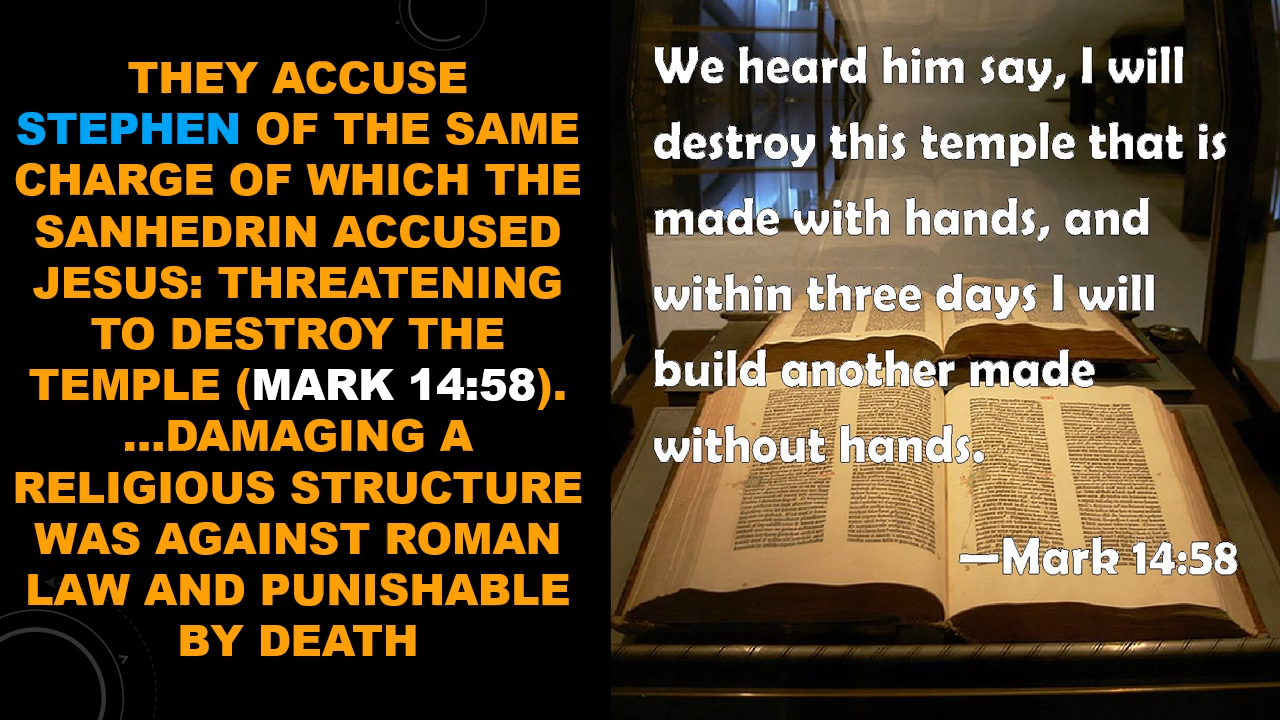 THEY ACCUSE
STEPHEN OF THE SAME
CHARGE OF WHICH THE
SANHEDRIN ACCUSED
JESUS: THREATENING
TO DESTROY THE
TEMPLE (MARK 14:58).
...DAMAGING A
RELIGIOUS STRUCTURE
WAS AGAINST ROMAN
LAW AND PUNISHABLE
BY DEATH
We heard him say, I will
destroy this temple that is
made with hands, and
within three days I will
build another made
without hands.
—Mark 14:58